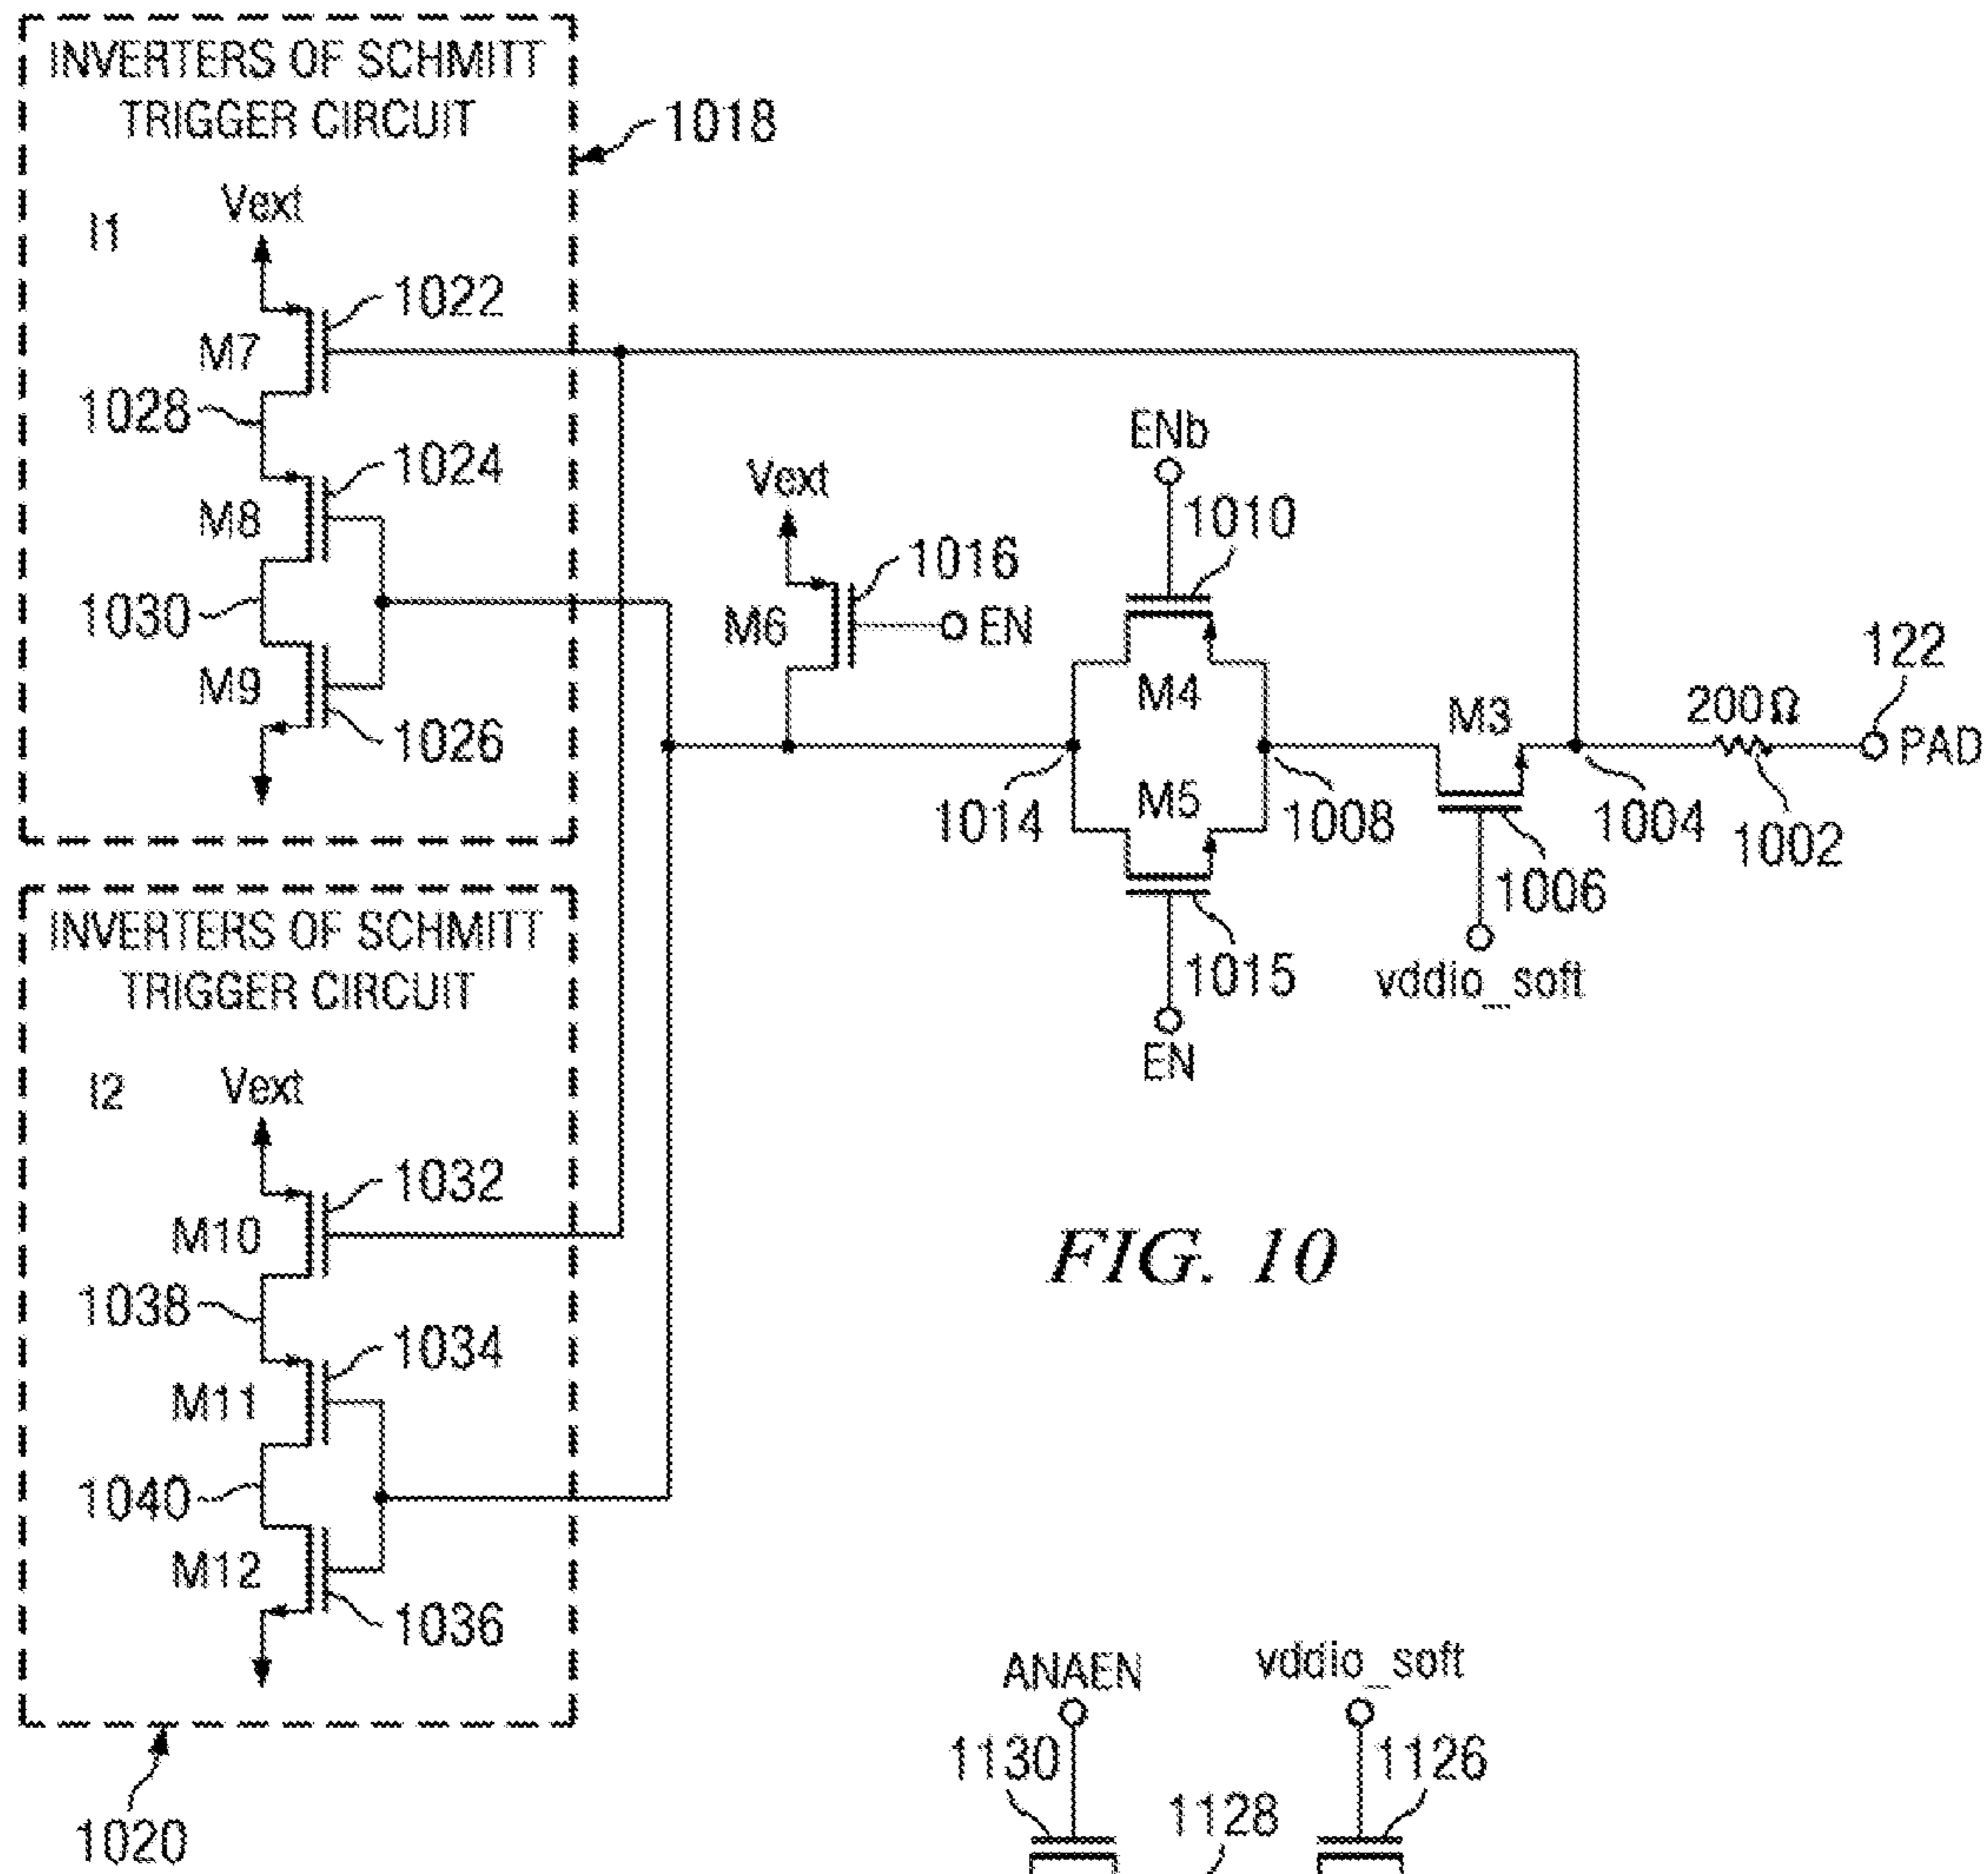 INVERTERS OF SCHMITT
TRIGGER CIRCUIT
1018
I1
Vext
1022
M7
1028
1024
M8
1030
M9
1026
Vext
1016
M6
EN
ENb
1010
M4
M5
1014
1008
1015
EN
M3
1006
vddio_soft
1004
200Ω
1002
122
PAD
INVERTERS OF SCHMITT
TRIGGER CIRCUIT
I2
Vext
1032
M10
1038
1034
M11
1040
M12
1036
1020
FIG. 10
ANAEN
vddio_soft
1130
1126
1128